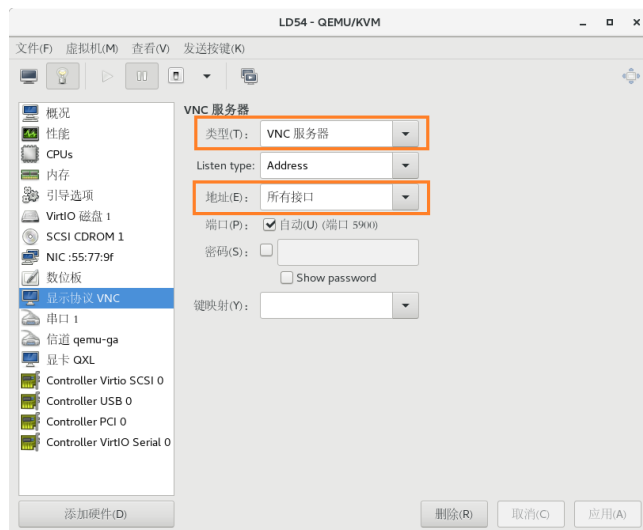 LD54 - QEMU/KVM
文件(F) 虚拟机(M) 查看(V) 发送按键(K)
概况
性能
CPUs
内存
引导选项
VirtIO 磁盘 1
SCSI CDROM 1
NIC :55:77:9f
数位板
显示协议 VNC
串口 1
信道 qemu-ga
显卡 QXL
Controller Virtio SCSI 0
Controller USB 0
Controller PCI 0
Controller VirtIO Serial 0
添加硬件(D)
VNC 服务器
类型(T)： VNC 服务器
Listen type: Address
地址(E)： 所有接口
端口(P)： 自动(U) (端口 5900)
密码(S)：
Show password
键映射(Y)：
删除(R) 取消(C) 应用(A)